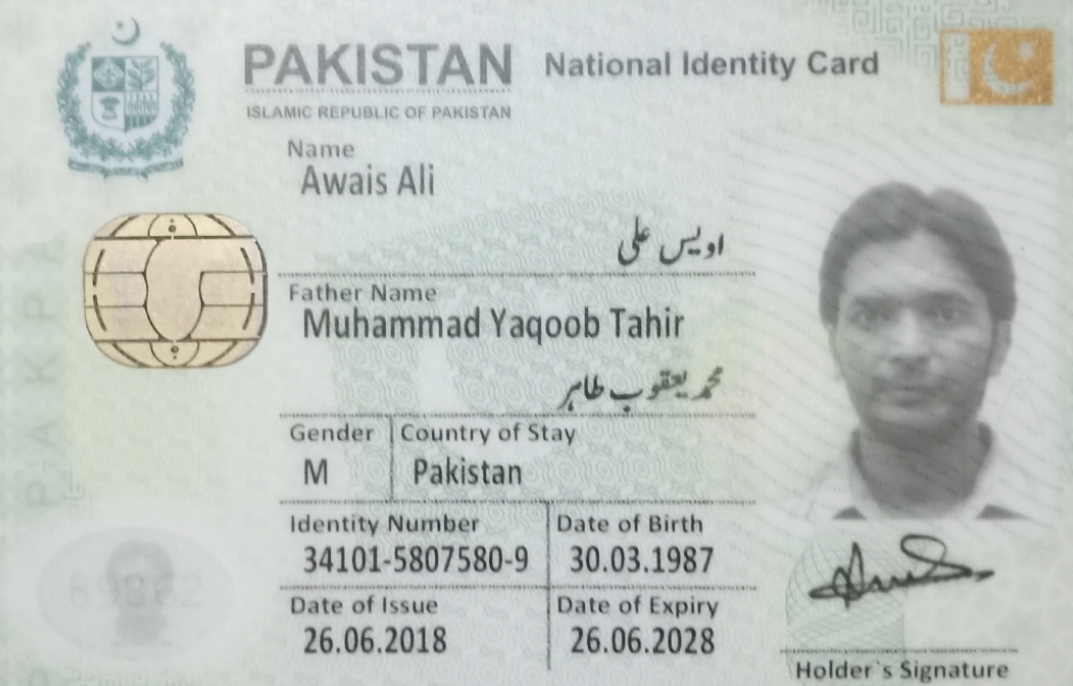 PAKISTAN National Identity Card
ISLAMIC REPUBLIC OF PAKISTAN
Name
Awais Ali
اویس علی
Father Name
Muhammad Yaqoob Tahir
محمد یعقوب طاہر
Gender Country of Stay
M Pakistan
Identity Number Date of Birth
34101-5807580-9 30.03.1987
Date of Issue Date of Expiry
26.06.2018 26.06.2028
Holder`s Signature